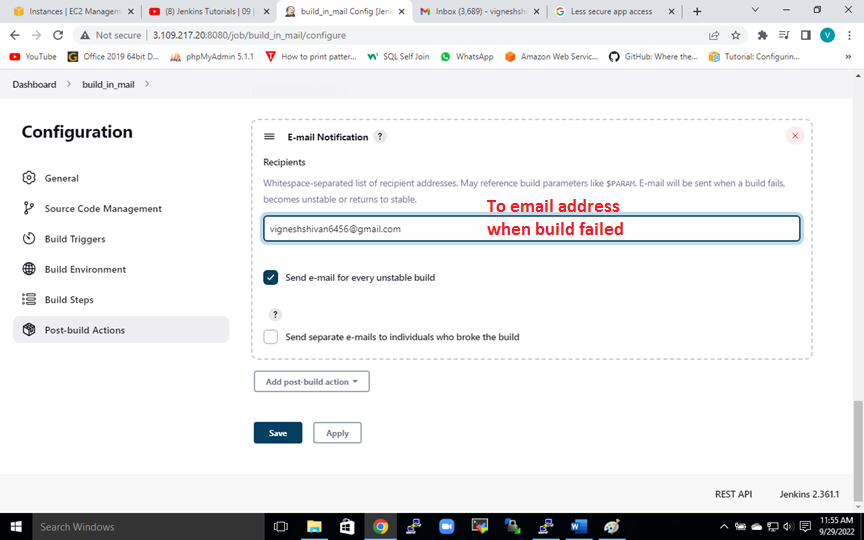 Instances | EC2 Managem
(8) Jenkins Tutorials | 09 |
build_in_mail Config [Jenk
Inbox (3,689) - vigneshshi
Less secure app access
Not secure | 3.109.217.20:8080/job/build_in_mail/configure
V
YouTube
Office 2019 64bit D...
phpMyAdmin 5.1.1
How to print patter...
SQL Self Join
WhatsApp
Amazon Web Servic...
GitHub: Where the...
Tutorial: Configurin...
Dashboard > build_in_mail >
Configuration
General
Source Code Management
Build Triggers
Build Environment
Build Steps
Post-build Actions
E-mail Notification ?
Recipients
Whitespace-separated list of recipient addresses. May reference build parameters like $PARAM. E-mail will be sent when a build fails,
becomes unstable or returns to stable.
To email address
when build failed
vigneshshivan6456@gmail.com
Send e-mail for every unstable build
?
Send separate e-mails to individuals who broke the build
Add post-build action
Save
Apply
REST API
Jenkins 2.361.1
Search Windows
11:55 AM
9/29/2022